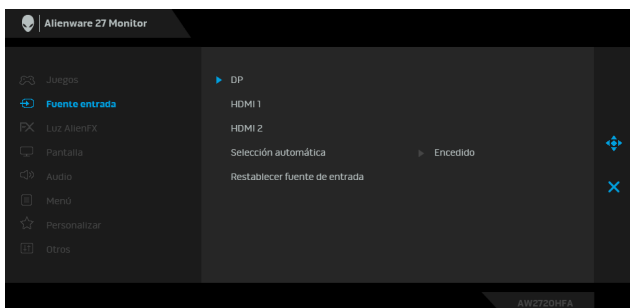 Alienware 27 Monitor
Juegos
Fuente entrada
FX Luz AlienFX
Pantalla
Audio
Menú
Personalizar
Otros
DP
HDMI 1
HDMI 2
Selección automática Encedido
Restablecer fuente de entrada
AW2720HFA